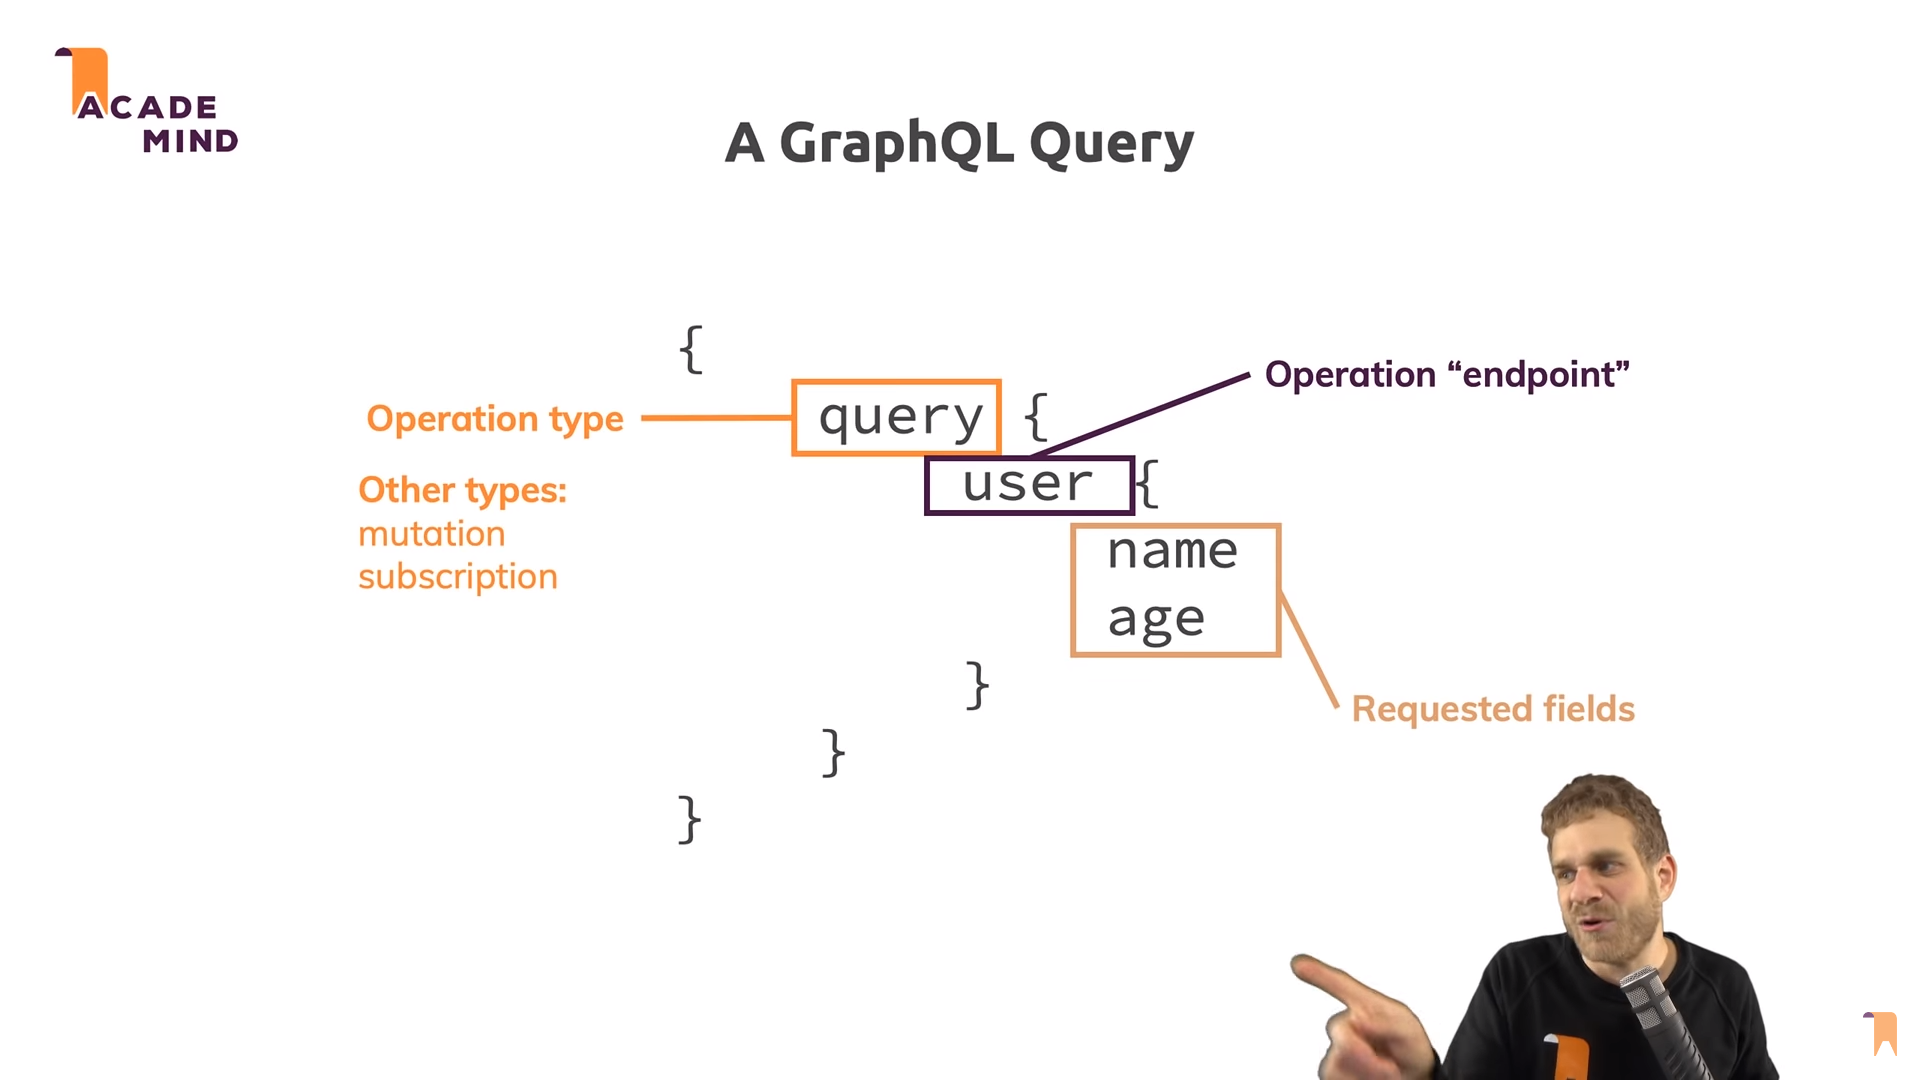 ACADE
MIND
A GraphQL Query
{
Operation type
query {
Operation “endpoint”
user {
Other types:
mutation
subscription
name
age
Requested fields
}
}
}